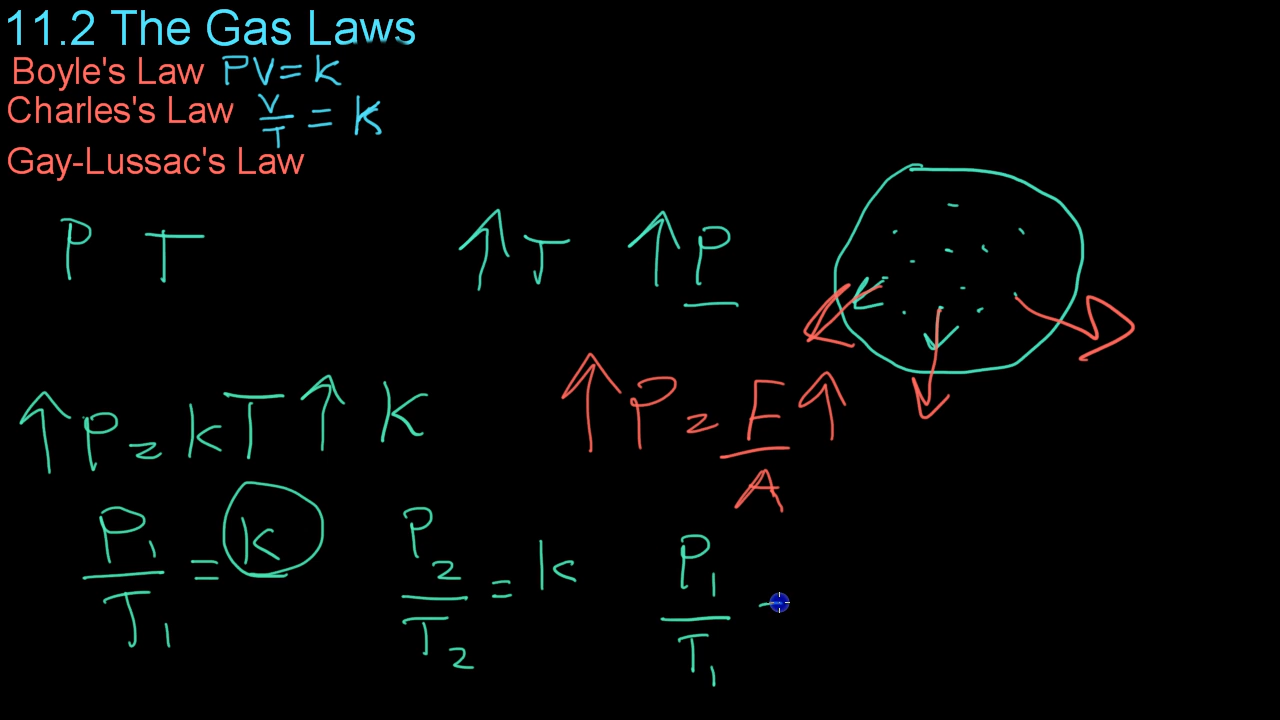 11.2 The Gas Laws
Boyle's Law PV=K
Charles's Law V/T = K
Gay-Lussac's Law
P T ↑T ↑P
↑P=kT↑ K ↑P=F/A↑
P1/T1 = k P2/T2 = k P1/T1 -